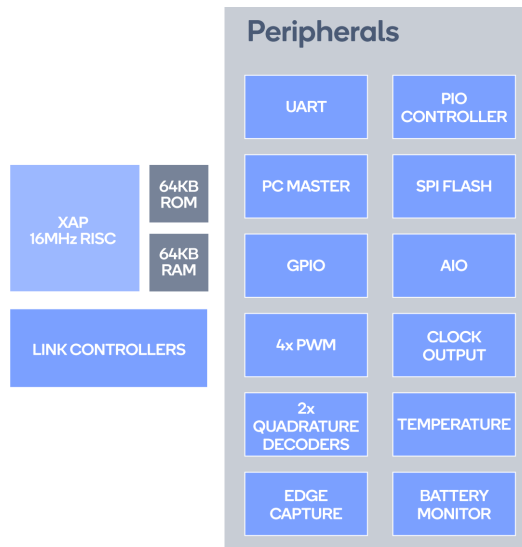 Peripherals
UART
PIO
CONTROLLER
PC MASTER
SPI FLASH
XAP
16MHz RISC
64KB
ROM
64KB
RAM
GPIO
AIO
LINK CONTROLLERS
4x PWM
CLOCK
OUTPUT
2x
QUADRATURE
DECODERS
TEMPERATURE
EDGE
CAPTURE
BATTERY
MONITOR